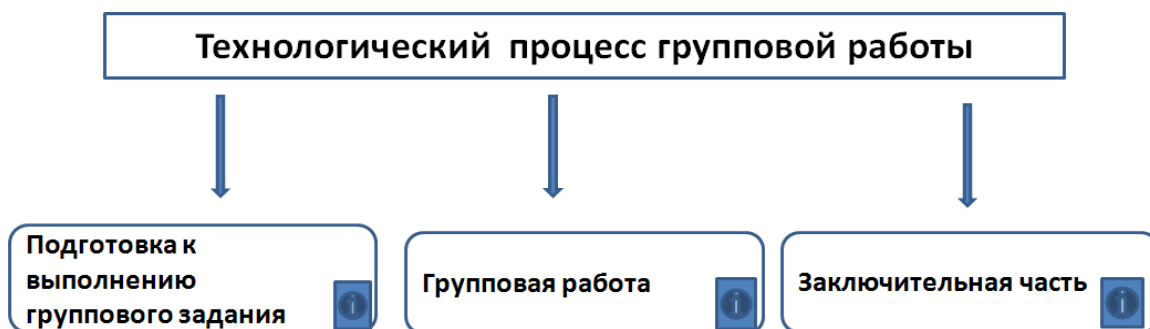 Технологический процесс групповой работы
Подготовка к
выполнению
группового задания
Групповая работа
Заключительная часть